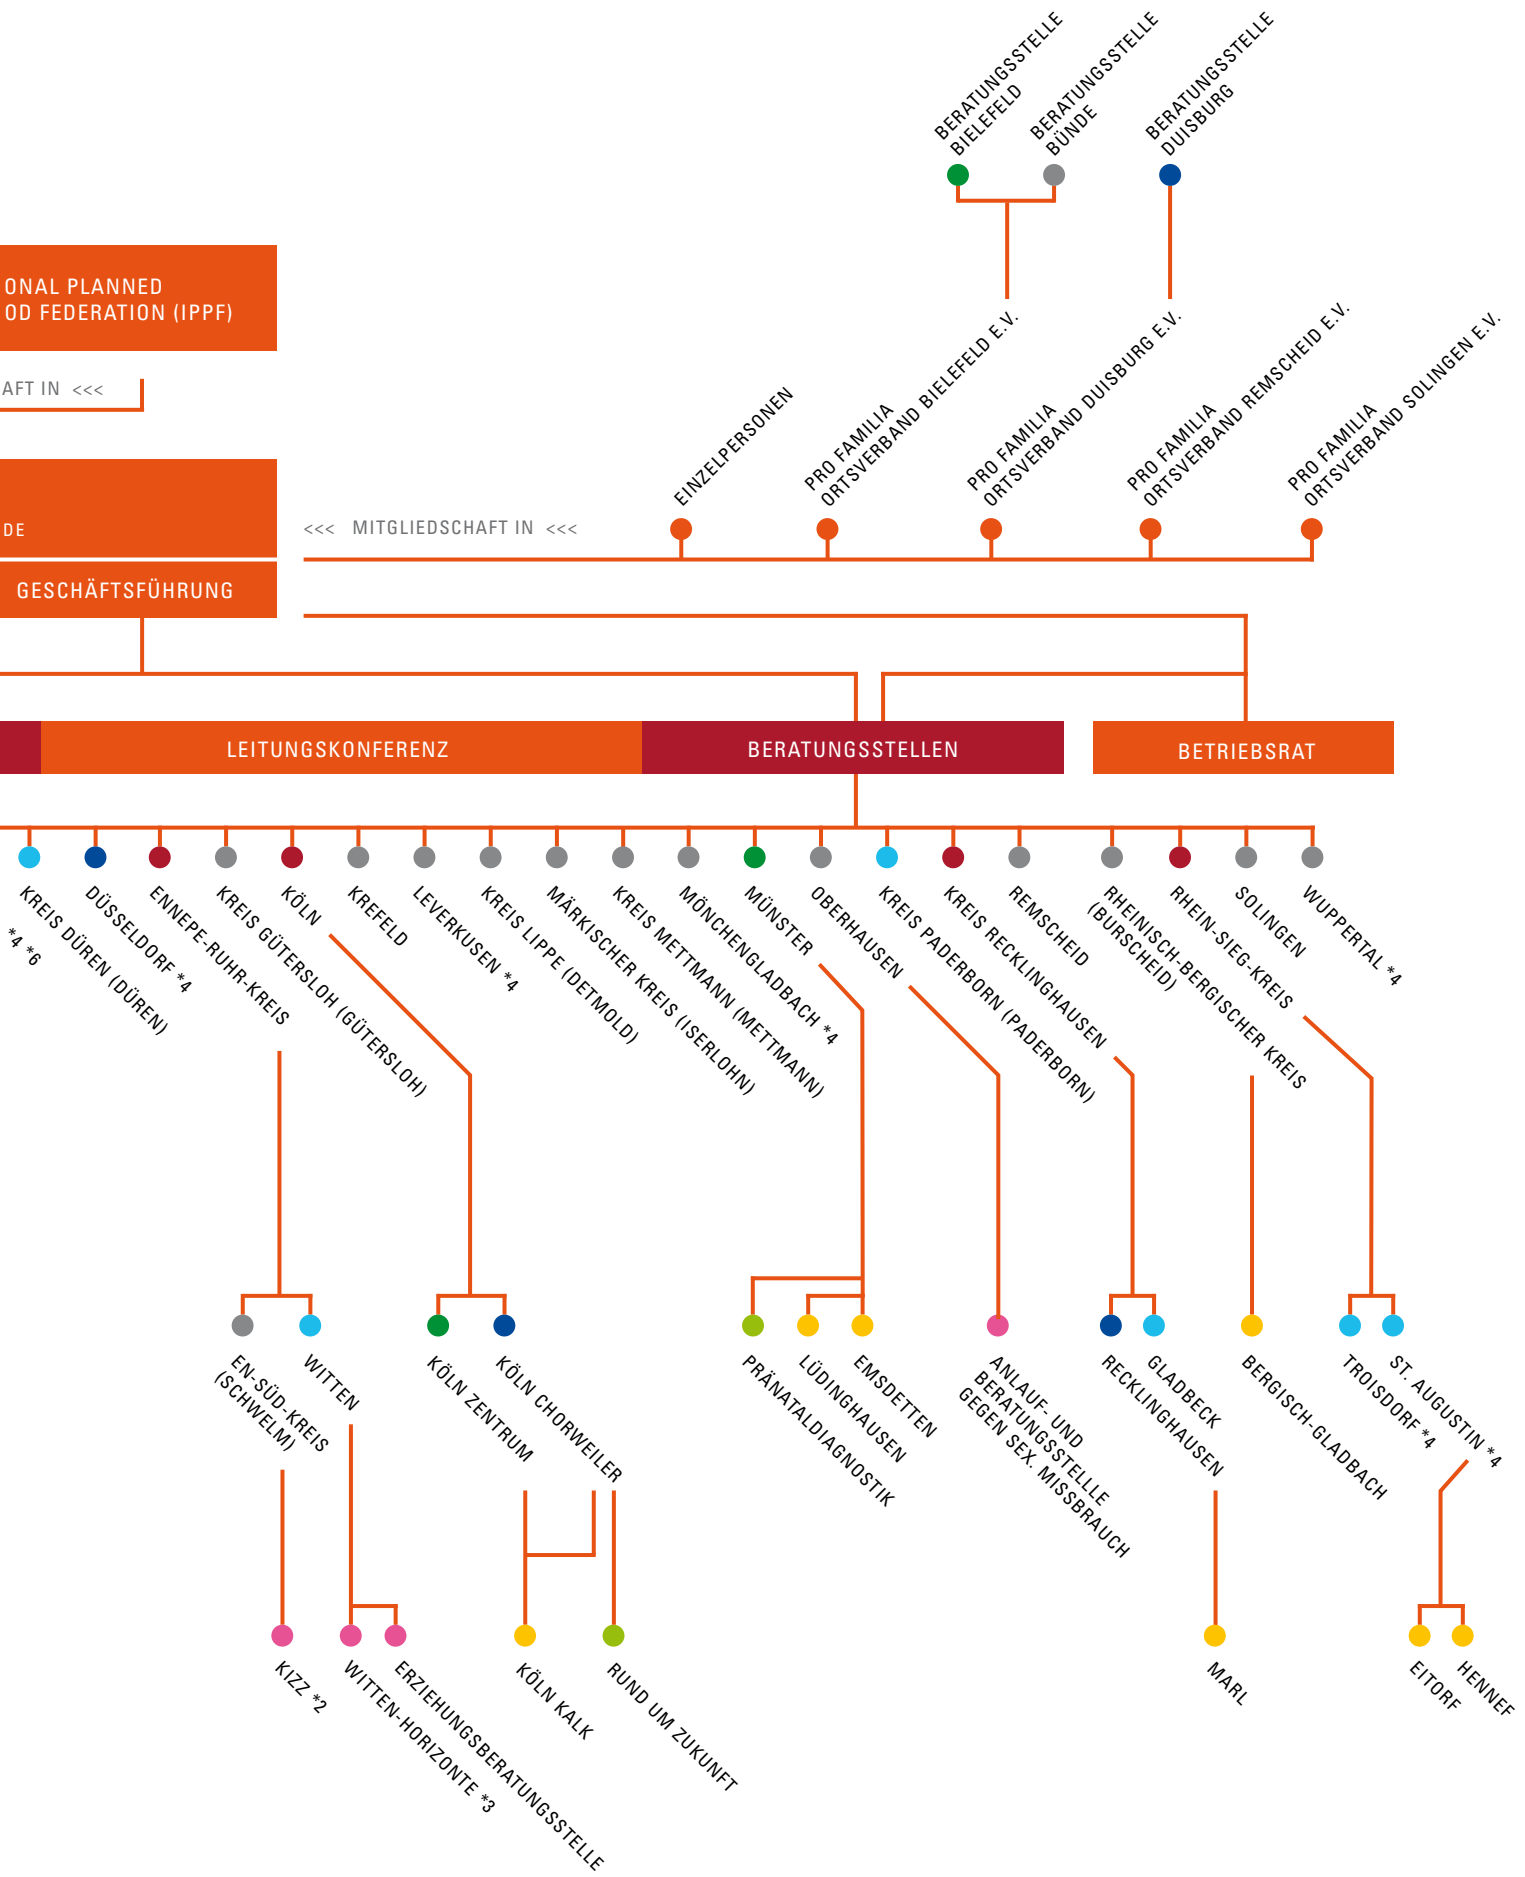 BERATUNGSSTELLE
BIELEFELD
BERATUNGSSTELLE
BÜNDE
BERATUNGSSTELLE
DUISBURG
ONAL PLANNED
OD FEDERATION (IPPF)
AFT IN <<<
EINZELPERSONEN
PRO FAMILIA
ORTSVERBAND BIELEFELD E.V.
PRO FAMILIA
ORTSVERBAND DUISBURG E.V.
PRO FAMILIA
ORTSVERBAND REMSCHEID E.V.
PRO FAMILIA
ORTSVERBAND SOLINGEN E.V.
DE
<<< MITGLIEDSCHAFT IN <<<
GESCHÄFTSFÜHRUNG
LEITUNGSKONFERENZ
BERATUNGSSTELLEN
BETRIEBSRAT
*4 *6
KREIS DÜREN (DÜREN)
DÜSSELDORF *4
ENNEPE-RUHR-KREIS
KREIS GÜTERSLOH (GÜTERSLOH)
KÖLN
KREFELD
LEVERKUSEN *4
KREIS LIPPE (DETMOLD)
MÄRKISCHER KREIS (ISERLOHN)
KREIS METTMANN (METTMANN)
MÖNCHENGLADBACH *4
MÜNSTER
OBERHAUSEN
KREIS PADERBORN (PADERBORN)
KREIS RECKLINGHAUSEN
REMSCHEID
RHEINISCH-BERGISCHER KREIS
(BURSCHEID)
RHEIN-SIEG-KREIS
SOLINGEN
WUPPERTAL *4
EN-SÜD-KREIS
(SCHWELM)
WITTEN
KÖLN ZENTRUM
KÖLN CHORWEILER
PRÄNATALDIAGNOSTIK
LÜDINGHAUSEN
EMSDETTEN
ANLAUF- UND
BERATUNGSSTELLLE
GEGEN SEX. MISSBRAUCH
RECKLINGHAUSEN
GLADBECK
BERGISCH-GLADBACH
TROISDORF *4
ST. AUGUSTIN *4
KIZZ *2
WITTEN-HORIZONTE *3
ERZIEHUNGSBERATUNGSSTELLE
KÖLN KALK
RUND UM ZUKUNFT
MARL
EITORF
HENNEF